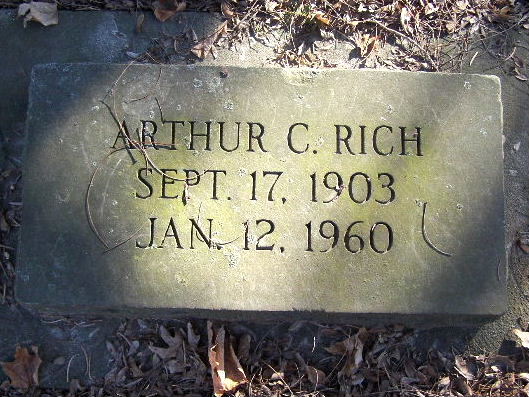 ARTHUR C. RICH
SEPT. 17, 1903
JAN. 12, 1960